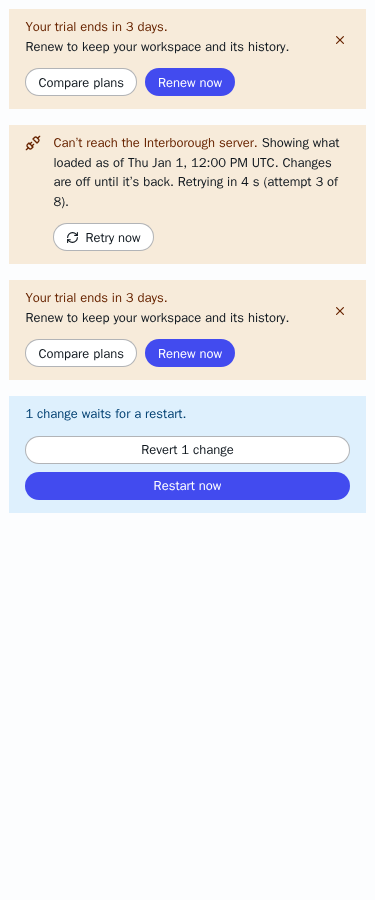 Your trial ends in 3 days.
Renew to keep your workspace and its history.
Compare plans
Renew now
Can’t reach the Interborough server. Showing what
loaded as of Thu Jan 1, 12:00 PM UTC. Changes
are off until it’s back. Retrying in 4 s (attempt 3 of
8).
Retry now
Your trial ends in 3 days.
Renew to keep your workspace and its history.
Compare plans
Renew now
1 change waits for a restart.
Revert 1 change
Restart now